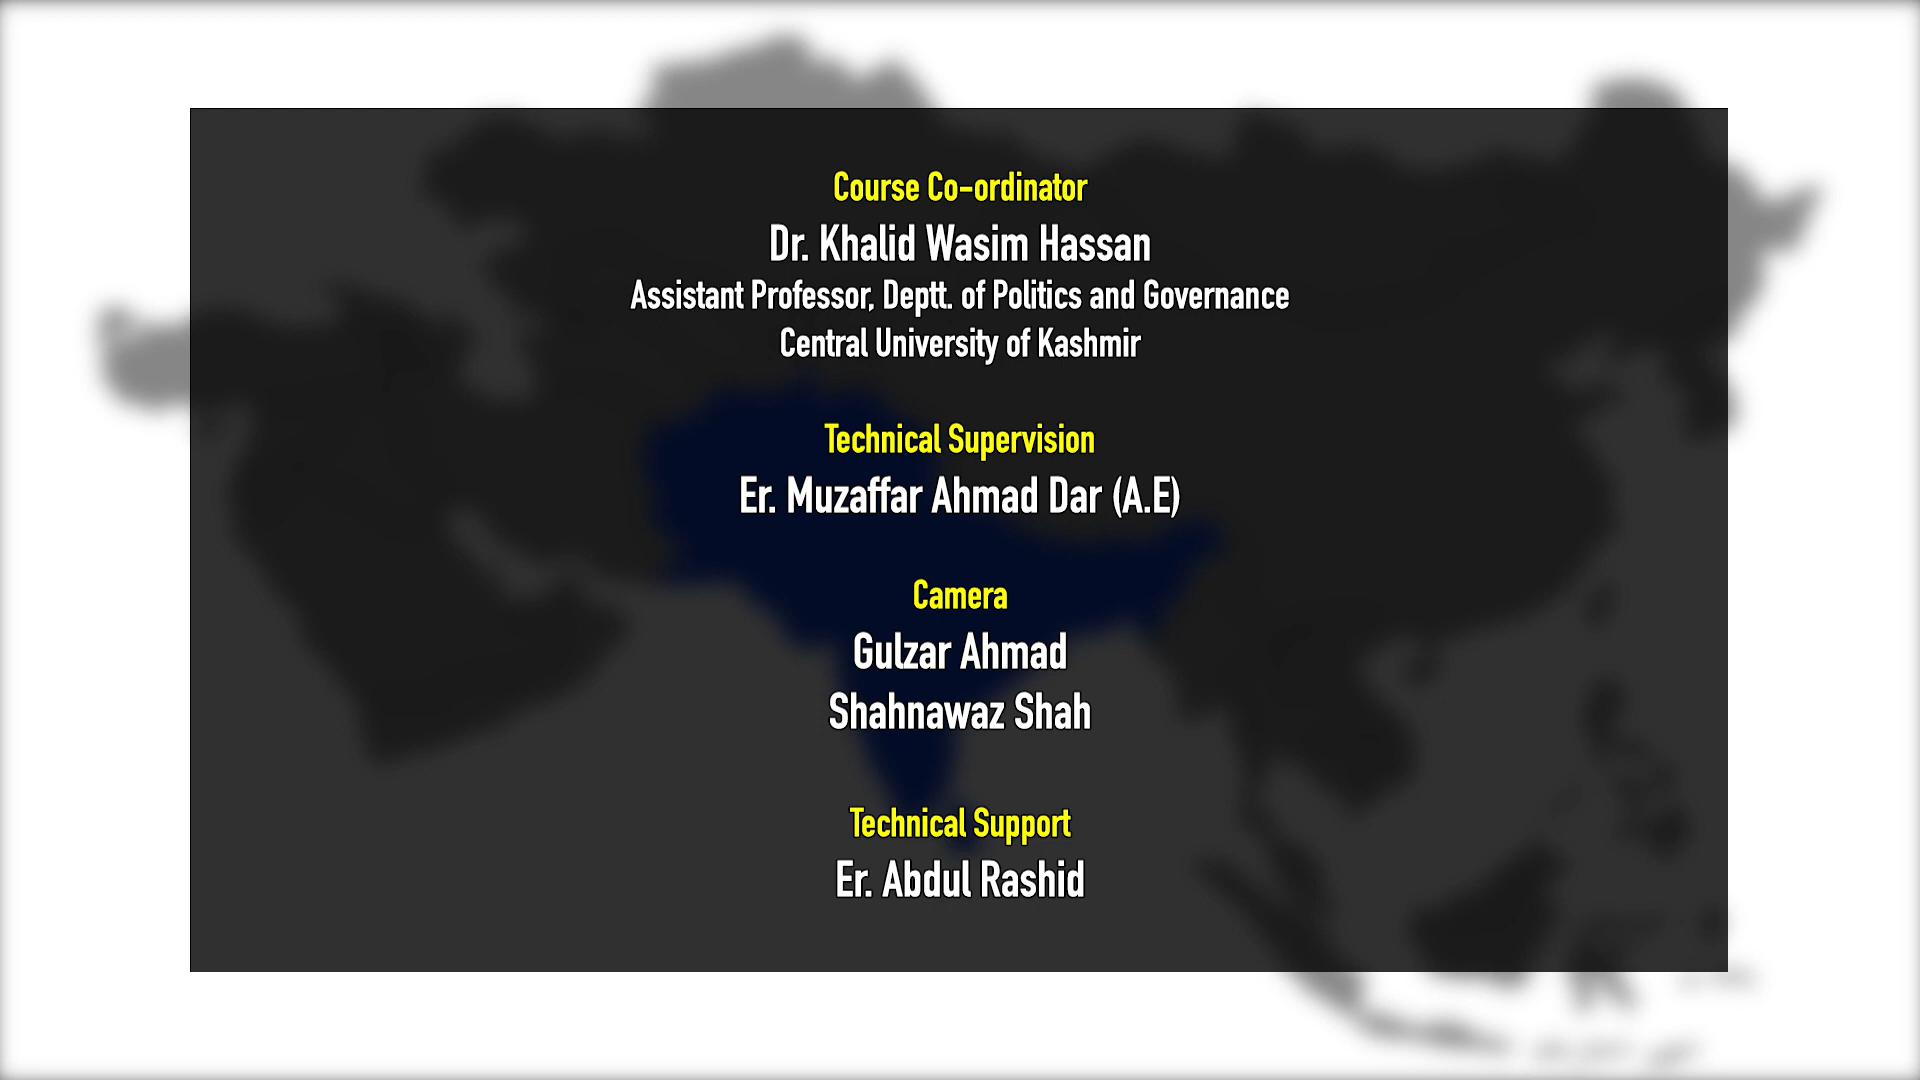 Course Co-ordinator
Dr. Khalid Wasim Hassan
Assistant Professor, Deptt. of Politics and Governance
Central University of Kashmir
Technical Supervision
Er. Muzaffar Ahmad Dar (A.E)
Camera
Gulzar Ahmad
Shahnawaz Shah
Technical Support
Er. Abdul Rashid